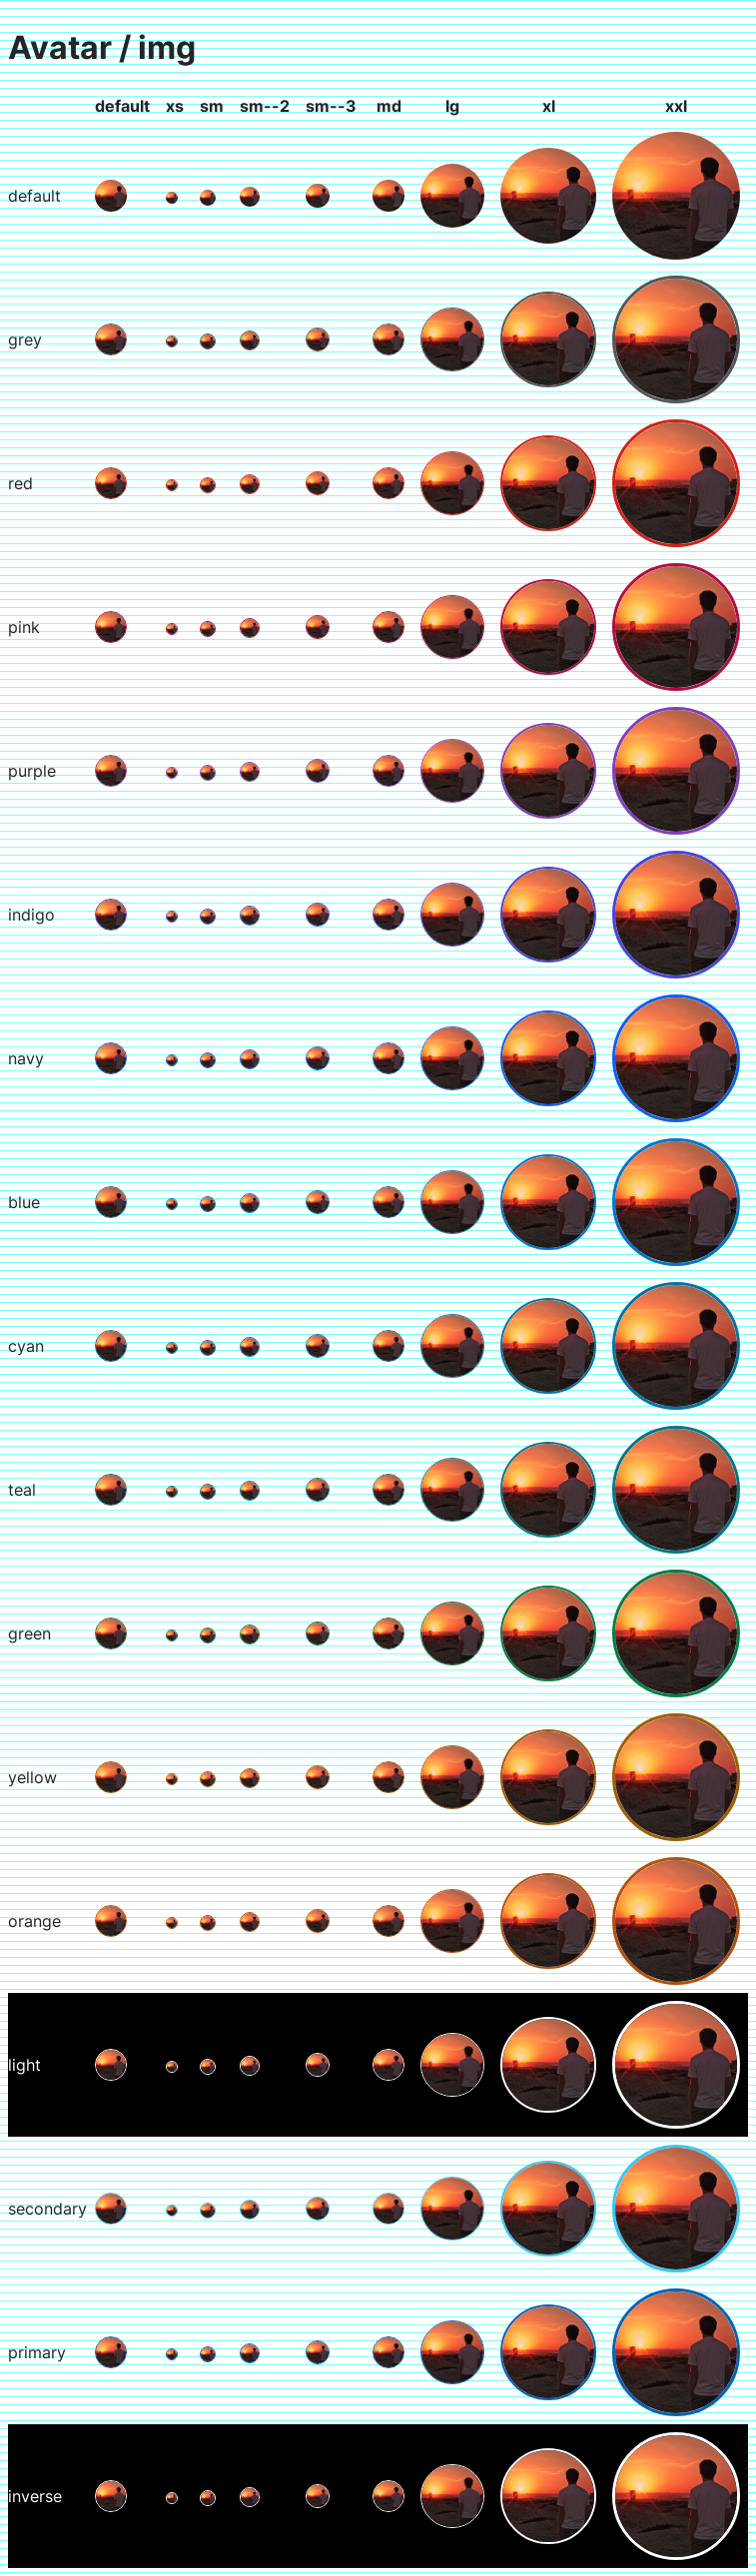 Avatar / img
default xs sm sm--2 sm--3 md lg xl xxl
default
grey
red
pink
purple
indigo
navy
blue
cyan
teal
green
yellow
orange
light
secondary
primary
inverse